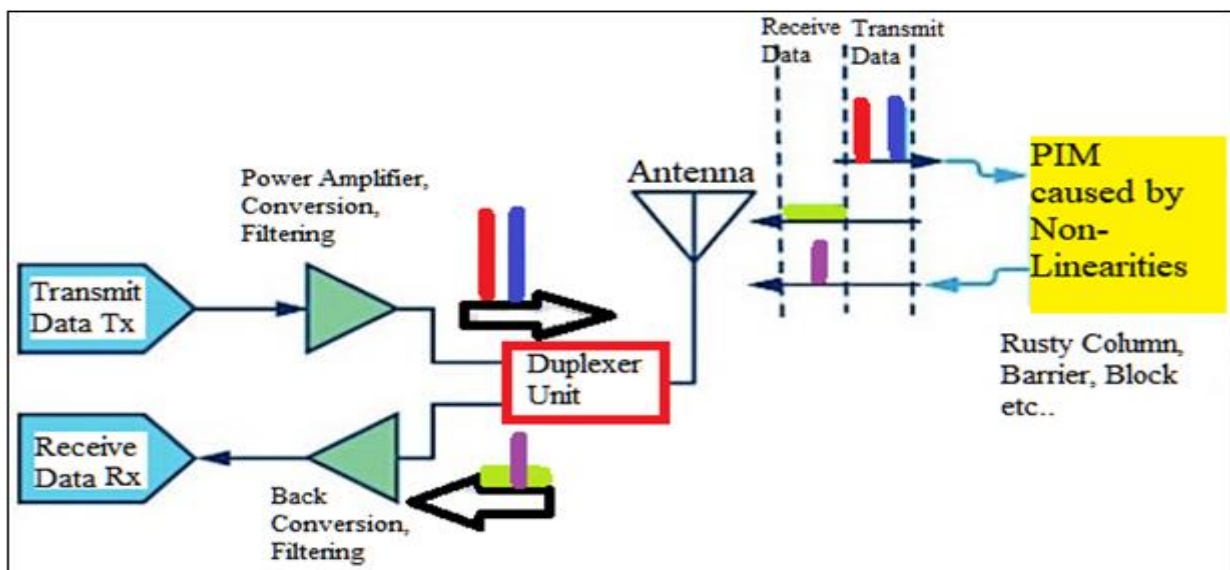 Receive Transmit
Data Data
Antenna
Power Amplifier,
Conversion,
Filtering
PIM
caused by
Non-
Linearities
Transmit
Data Tx
Duplexer
Unit
Rusty Column,
Barrier, Block
etc..
Receive
Data Rx
Back
Conversion,
Filtering